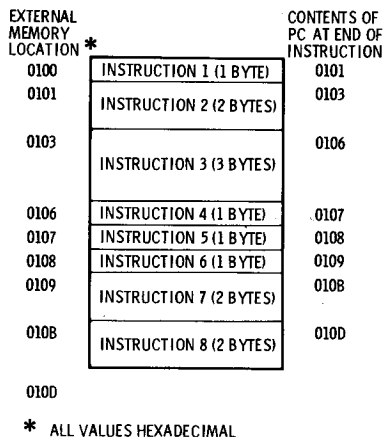 EXTERNAL MEMORY LOCATION *
CONTENTS OF PC AT END OF INSTRUCTION
0100 INSTRUCTION 1 (1 BYTE) 0101
0101 INSTRUCTION 2 (2 BYTES) 0103
0103 INSTRUCTION 3 (3 BYTES) 0106
0106 INSTRUCTION 4 (1 BYTE) 0107
0107 INSTRUCTION 5 (1 BYTE) 0108
0108 INSTRUCTION 6 (1 BYTE) 0109
0109 INSTRUCTION 7 (2 BYTES) 010B
010B INSTRUCTION 8 (2 BYTES) 010D
010D
* ALL VALUES HEXADECIMAL